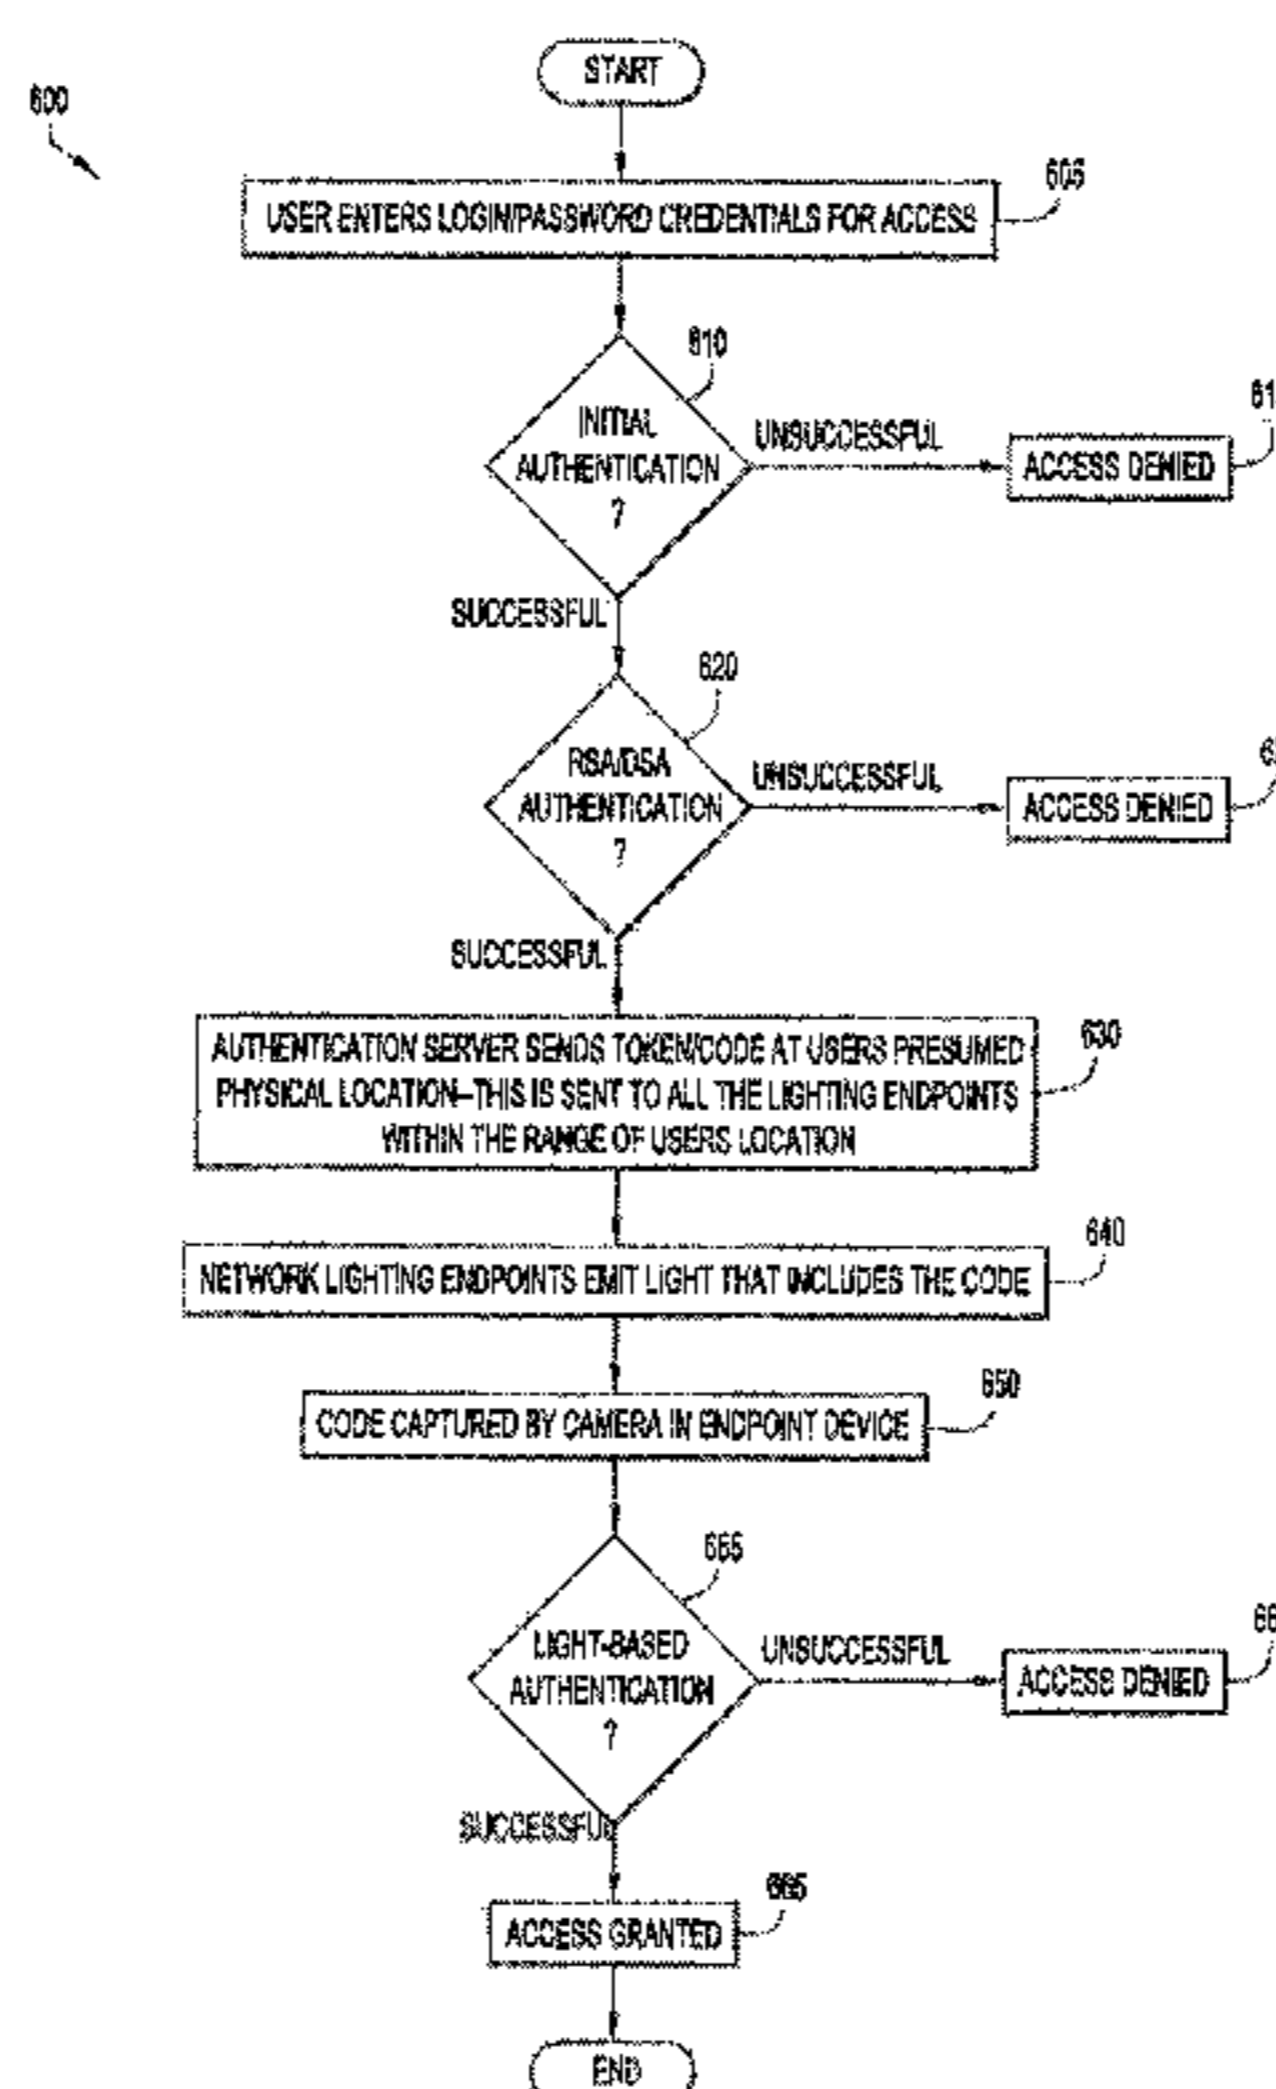 START
600
605
USER ENTERS LOGIN/PASSWORD CREDENTIALS FOR ACCESS
610
INITIAL
AUTHENTICATION
?
UNSUCCESSFUL
ACCESS DENIED
SUCCESSFUL
620
RSA/DSA
AUTHENTICATION
?
UNSUCCESSFUL
ACCESS DENIED
SUCCESSFUL
AUTHENTICATION SERVER SENDS TOKEN/CODE AT USERS PRESUMED
PHYSICAL LOCATION–THIS IS SENT TO ALL THE LIGHTING ENDPOINTS
WITHIN THE RANGE OF USERS LOCATION
630
NETWORK LIGHTING ENDPOINTS EMIT LIGHT THAT INCLUDES THE CODE
640
CODE CAPTURED BY CAMERA IN ENDPOINT DEVICE
650
LIGHT-BASED
AUTHENTICATION
?
UNSUCCESSFUL
ACCESS DENIED
SUCCESSFUL
ACCESS GRANTED
665
END